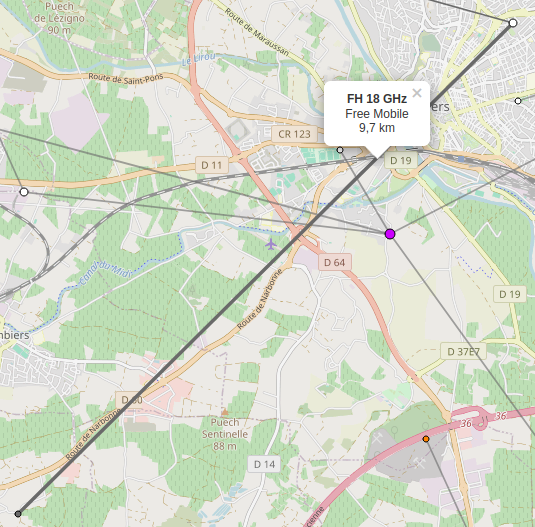 Puech
de Lézigno
90 m
Route de Maraussan
Le Lirou
Route de Saint-Pons
FH 18 GHz
×
Free Mobile
9,7 km
ers
CR 123
D 11
D 19
D 64
Canal du Midi
Route de Narbonne
D 19
mbiers
D 37E7
Route de Narbonne
Puech
Sentinelle
88 m
36
36
D 14
cienne